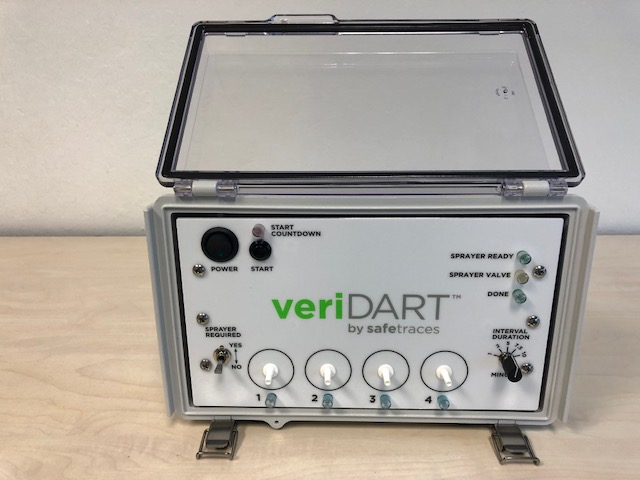 START
COUNTDOWN
POWER
START
SPRAYER READY
SPRAYER VALVE
DONE
veriDART™
by safetraces
SPRAYER
REQUIRED
YES
NO
INTERVAL
DURATION
5
1 2 3 4